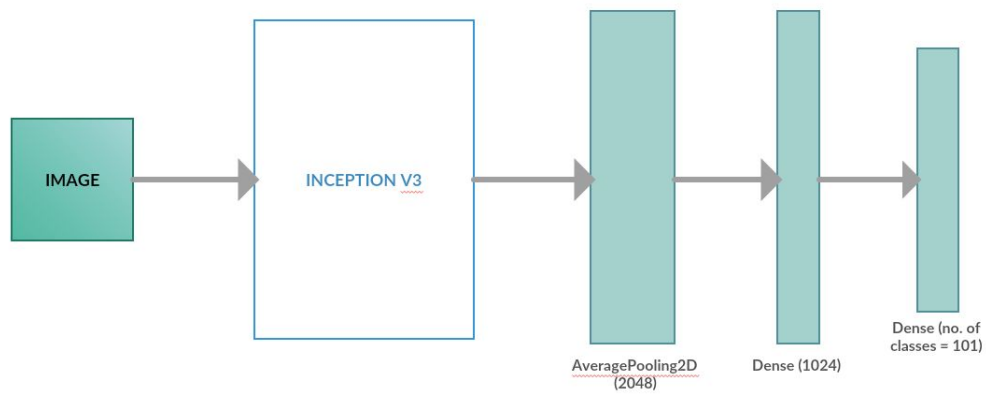 IMAGE
INCEPTION V3
AveragePooling2D
(2048)
Dense (1024)
Dense (no. of
classes = 101)